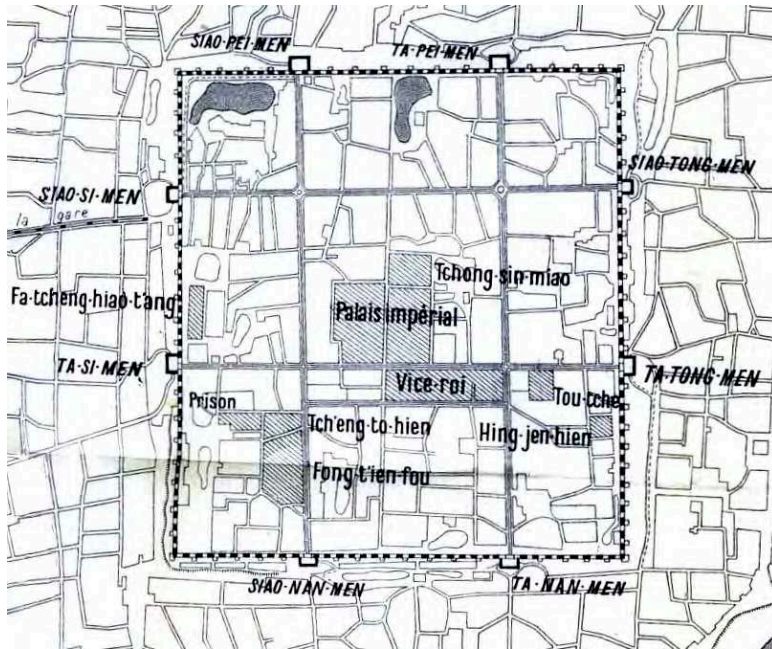 SIAO-PEI-MEN
TA-PEI-MEN
SIAO-SI-MEN
SIAO-TONG-MEN
la gare
Tchong-sin-miao
Fa-tcheng-hiao-t'ang
Palais impérial
TA-SI-MEN
TA-TONG-MEN
Vice-roi
Tou-tche
Prison
Tch'eng-to-hien
Hing-jen-hien
Fong-t'ien-fou
SIAO-NAN-MEN
TA-NAN-MEN